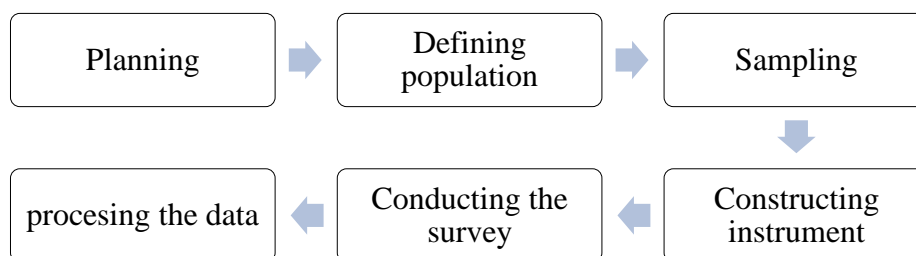 Planning
Defining
population
Sampling
Constructing
instrument
Conducting the
survey
procesing the data